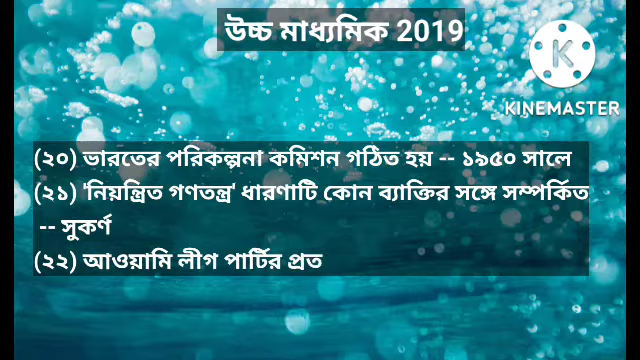 উচ্চ মাধ্যমিক 2019
K
KINEMASTER
(২০) ভারতের পরিকল্পনা কমিশন গঠিত হয় -- ১৯৫০ সালে
(২১) 'নিয়ন্ত্রিত গণতন্ত্র' ধারণাটি কোন ব্যাক্তির সঙ্গে সম্পর্কিত
-- সুকর্ণ
(২২) আওয়ামি লীগ পার্টির প্রত